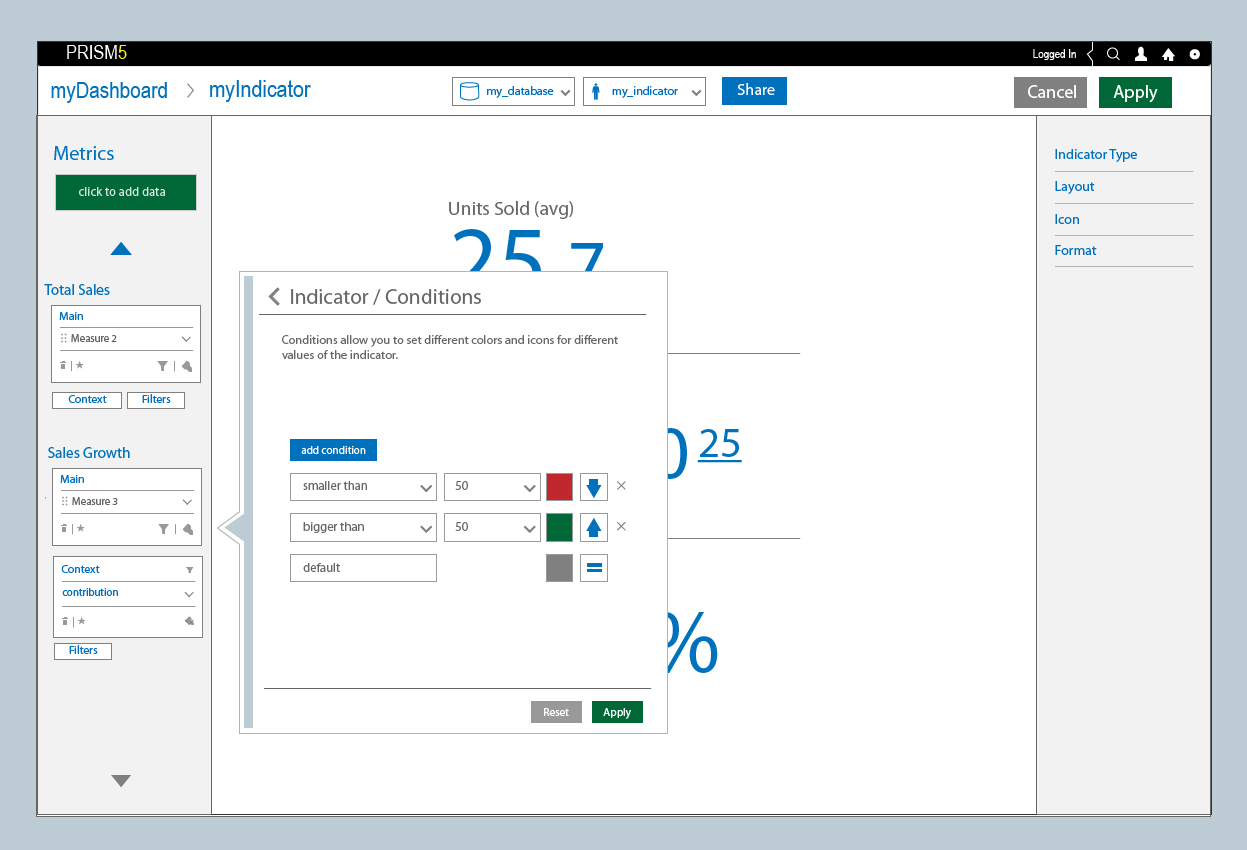 PRISM5
Logged In
myDashboard > myIndicator
my_database
my_indicator
Share
Cancel
Apply
Metrics
click to add data
Total Sales
Main
Measure 2
Context
Filters
Sales Growth
Main
Measure 3
Context
contribution
Filters
Units Sold (avg)
25.7
Indicator / Conditions
Conditions allow you to set different colors and icons for different
values of the indicator.
add condition
smaller than
50
bigger than
50
default
Reset
Apply
0 25
%
Indicator Type
Layout
Icon
Format